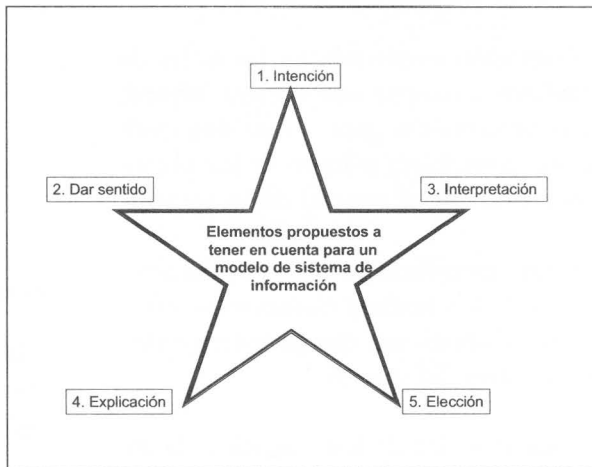 1. Intención
2. Dar sentido
3. Interpretación
Elementos propuestos a
tener en cuenta para un
modelo de sistema de
información
4. Explicación
5. Elección